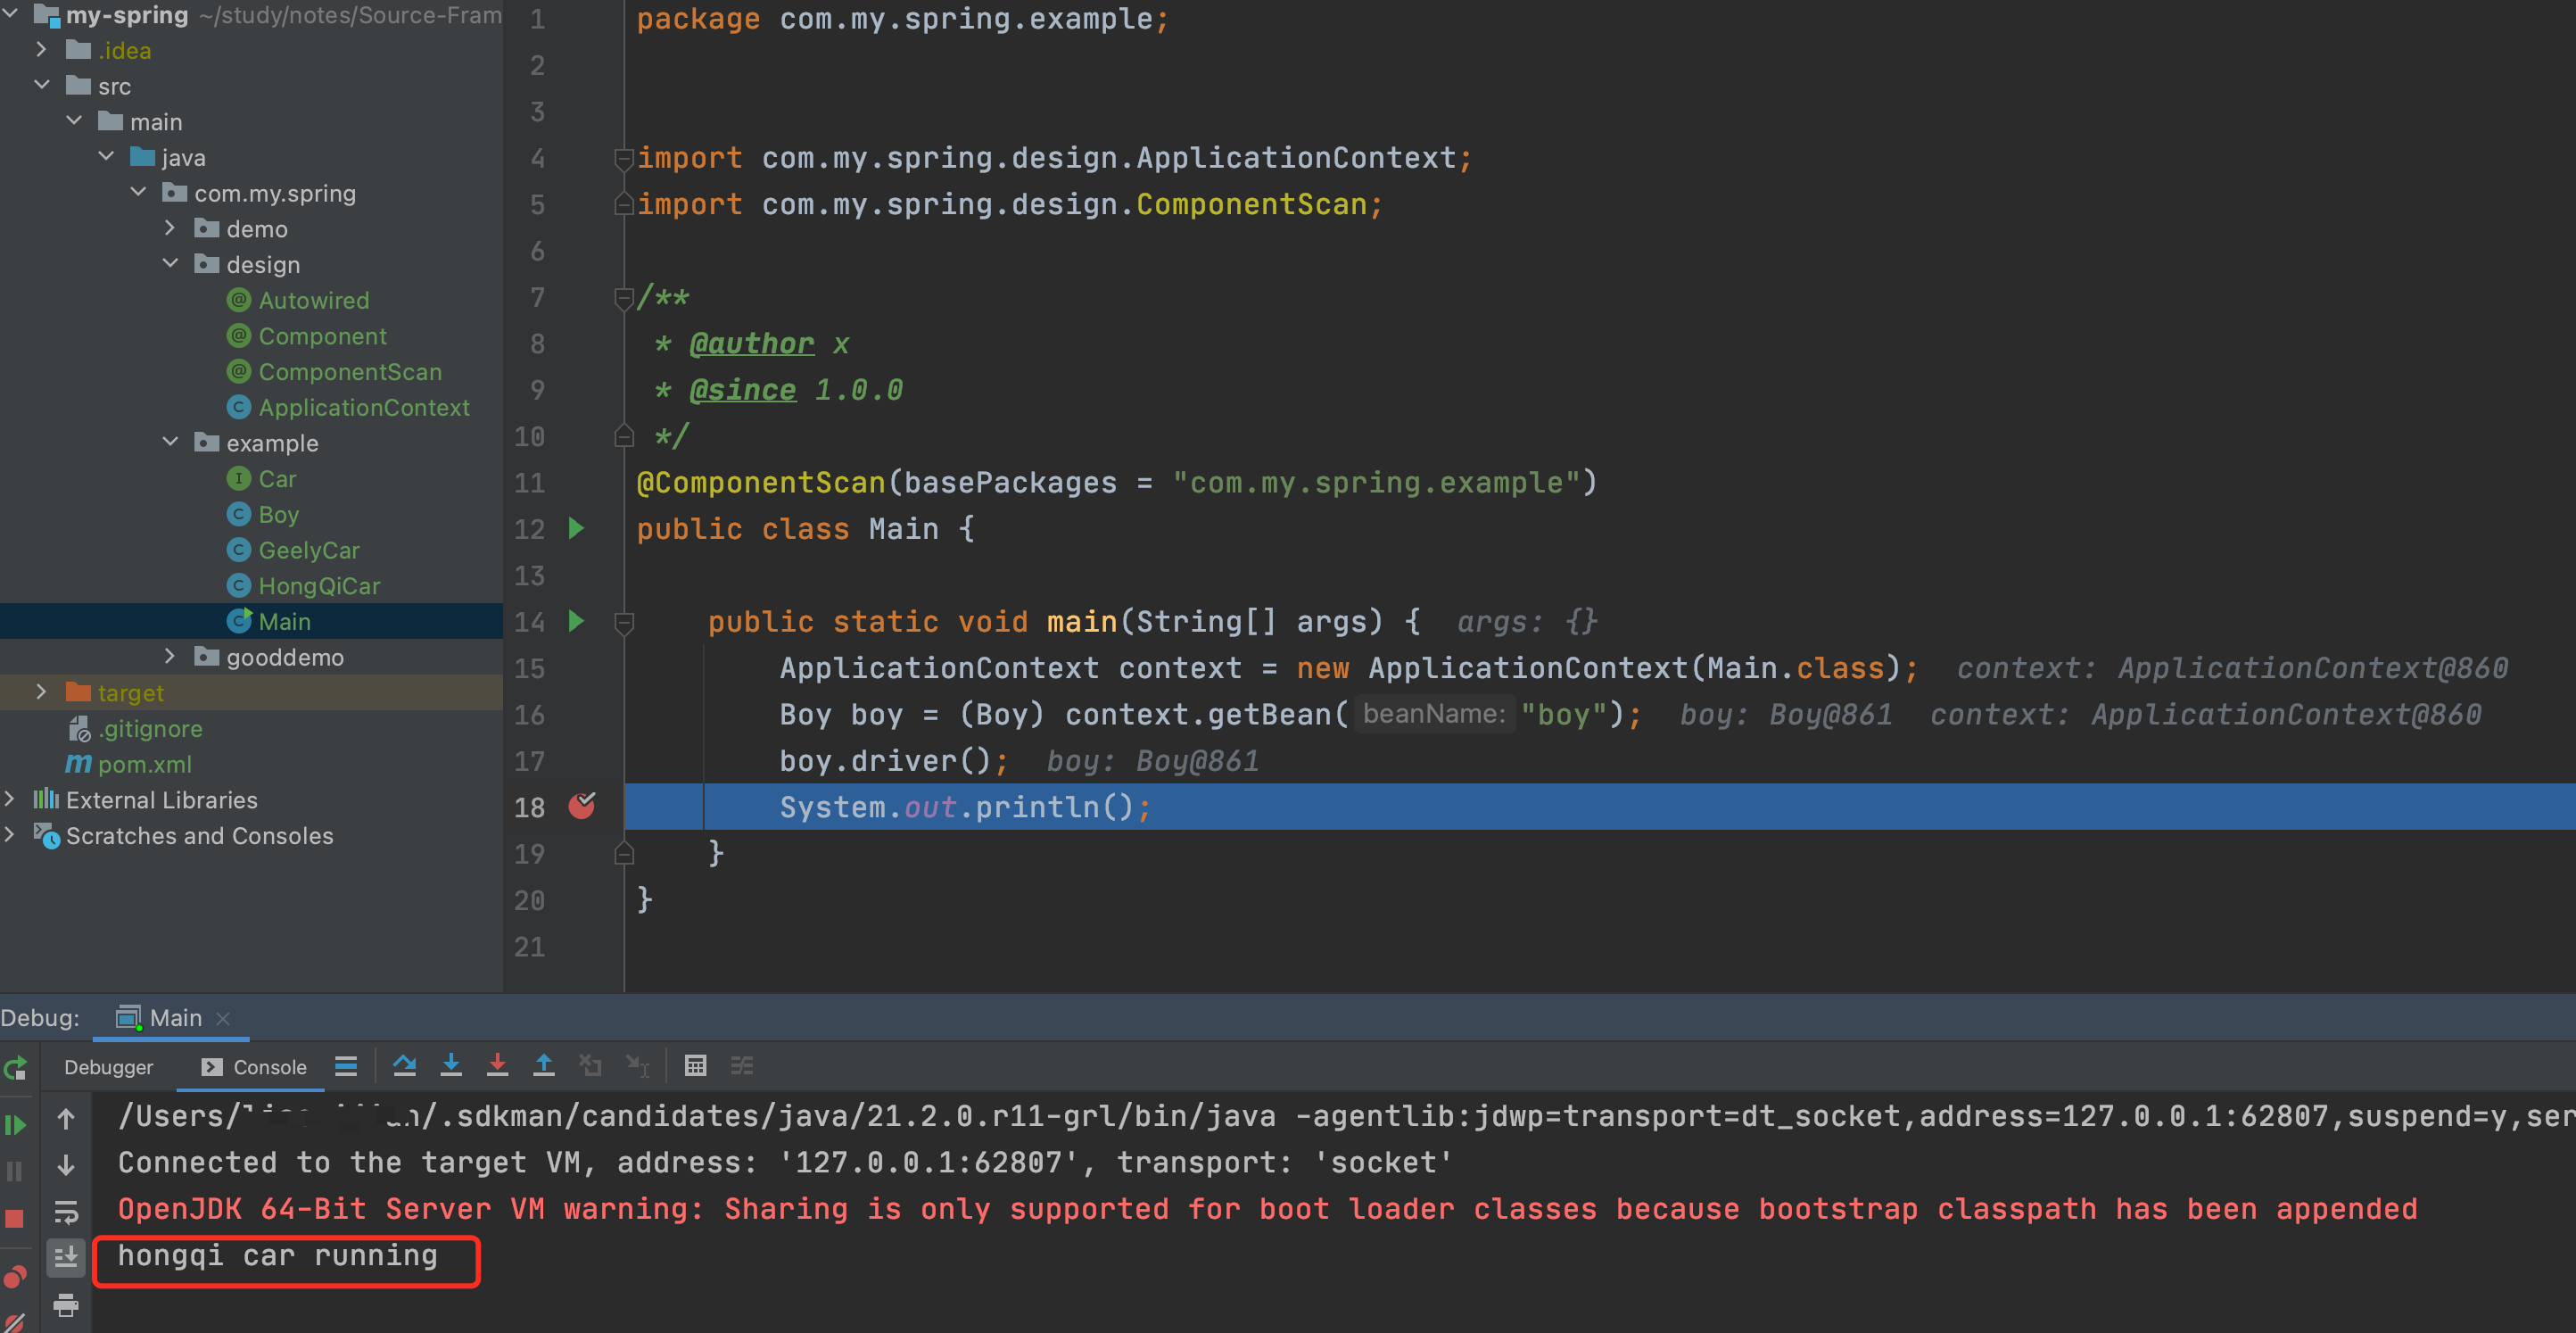 my-spring ~/study/notes/Source-Fram
.idea
src
main
java
com.my.spring
demo
design
Autowired
Component
ComponentScan
ApplicationContext
example
Car
Boy
GeelyCar
HongQiCar
Main
gooddemo
target
.gitignore
pom.xml
External Libraries
Scratches and Consoles
1 package com.my.spring.example;
2
3
4 import com.my.spring.design.ApplicationContext;
5 import com.my.spring.design.ComponentScan;
6
7 /**
8 * @author x
9 * @since 1.0.0
10 */
11 @ComponentScan(basePackages = "com.my.spring.example")
12 public class Main {
13
14 public static void main(String[] args) { args: {}
15 ApplicationContext context = new ApplicationContext(Main.class); context: ApplicationContext@860
16 Boy boy = (Boy) context.getBean( beanName: "boy"); boy: Boy@861 context: ApplicationContext@860
17 boy.driver(); boy: Boy@861
18 System.out.println();
19 }
20 }
21
Debug: Main
Debugger Console
/Users/ /.sdkman/candidates/java/21.2.0.r11-grl/bin/java -agentlib:jdwp=transport=dt_socket,address=127.0.0.1:62807,suspend=y,ser
Connected to the target VM, address: '127.0.0.1:62807', transport: 'socket'
OpenJDK 64-Bit Server VM warning: Sharing is only supported for boot loader classes because bootstrap classpath has been appended
hongqi car running